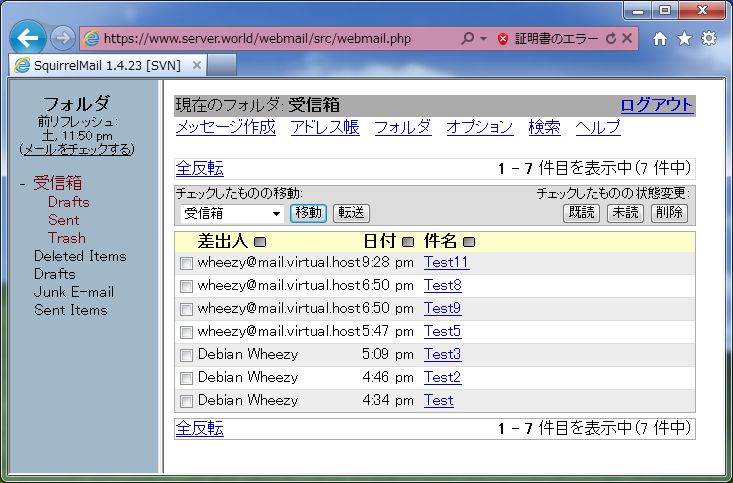 https://www.server.world/webmail/src/webmail.php 証明書のエラー
SquirrelMail 1.4.23 [SVN]
フォルダ
前リフレッシュ:
土, 11:50 pm
(メールをチェックする)
- 受信箱
Drafts
Sent
Trash
Deleted Items
Drafts
Junk E-mail
Sent Items
現在のフォルダ: 受信箱 ログアウト
メッセージ作成 アドレス帳 フォルダ オプション 検索 ヘルプ
全反転 1 - 7 件目を表示中(7 件中)
チェックしたものの移動: チェックしたものの状態変更:
受信箱 移動 転送 既読 未読 削除
差出人 日付 件名
wheezy@mail.virtual.host 9:28 pm Test11
wheezy@mail.virtual.host 6:50 pm Test8
wheezy@mail.virtual.host 6:50 pm Test9
wheezy@mail.virtual.host 5:47 pm Test5
Debian Wheezy 5:09 pm Test3
Debian Wheezy 4:46 pm Test2
Debian Wheezy 4:34 pm Test
全反転 1 - 7 件目を表示中(7 件中)